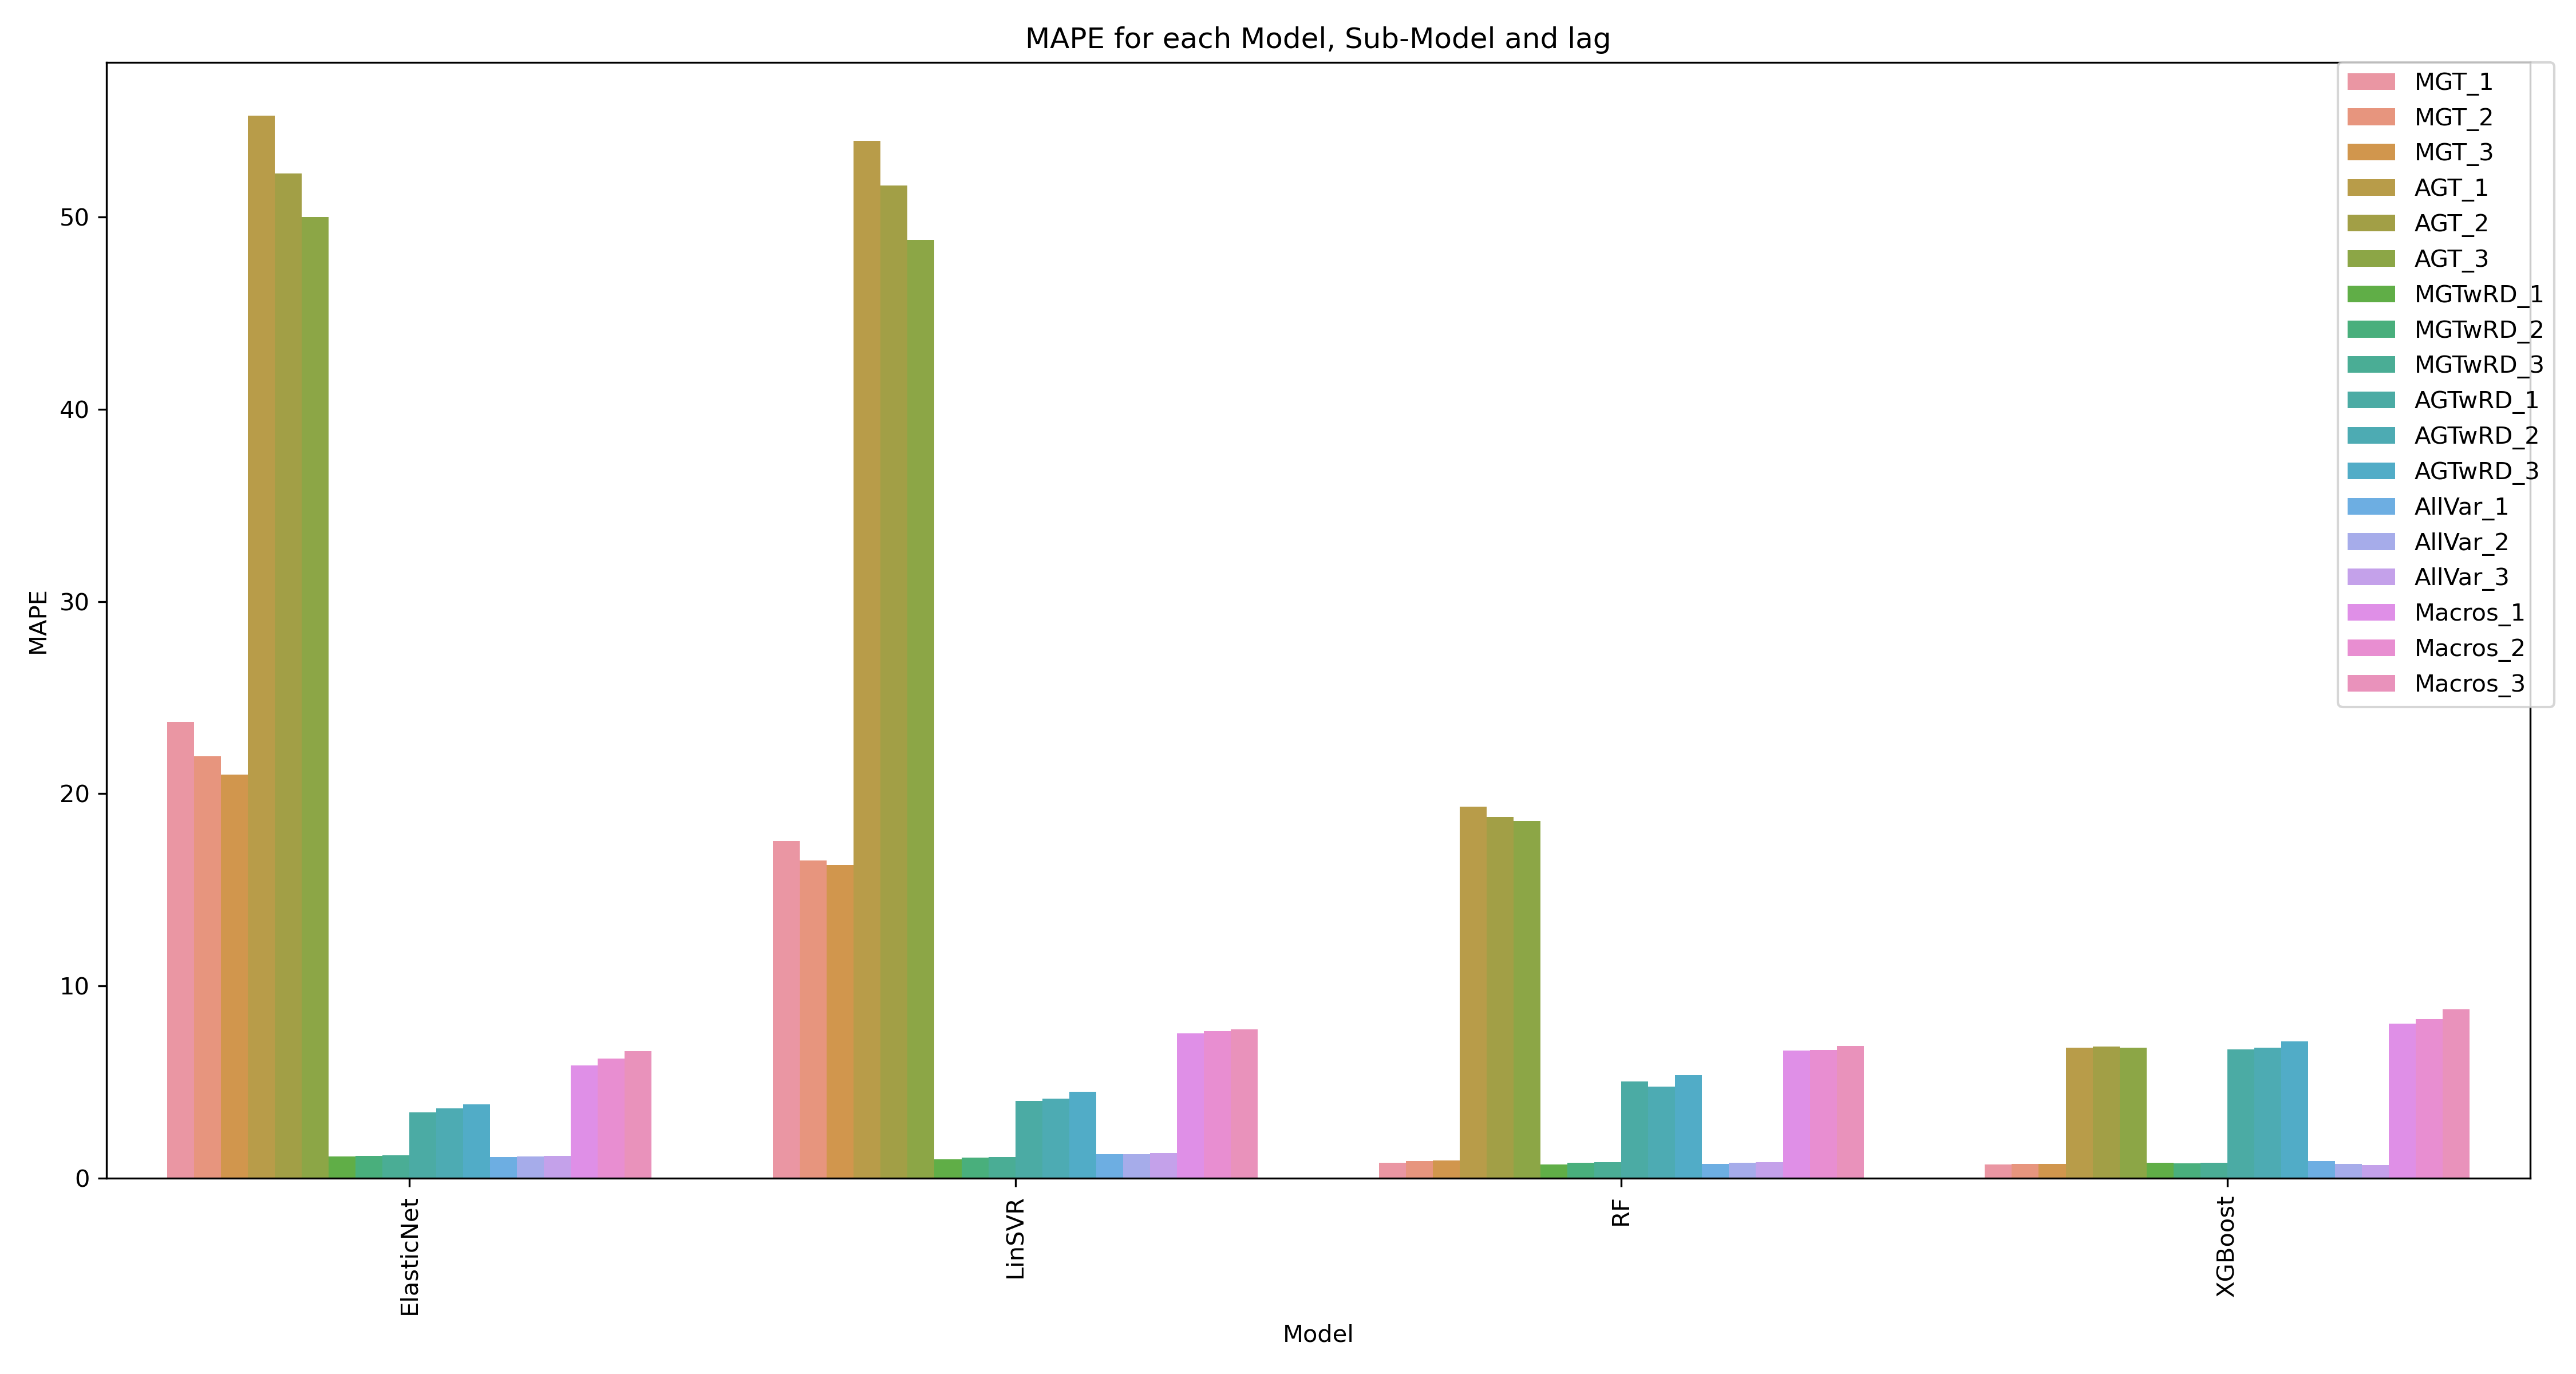 MAPE for each Model, Sub-Model and lag
MGT_1
MGT_2
MGT_3
AGT_1
AGT_2
AGT_3
MGTwRD_1
MGTwRD_2
MGTwRD_3
AGTwRD_1
AGTwRD_2
AGTwRD_3
AllVar_1
AllVar_2
AllVar_3
Macros_1
Macros_2
Macros_3
MAPE
50
40
30
20
10
0
ElasticNet
LinSVR
RF
XGBoost
Model